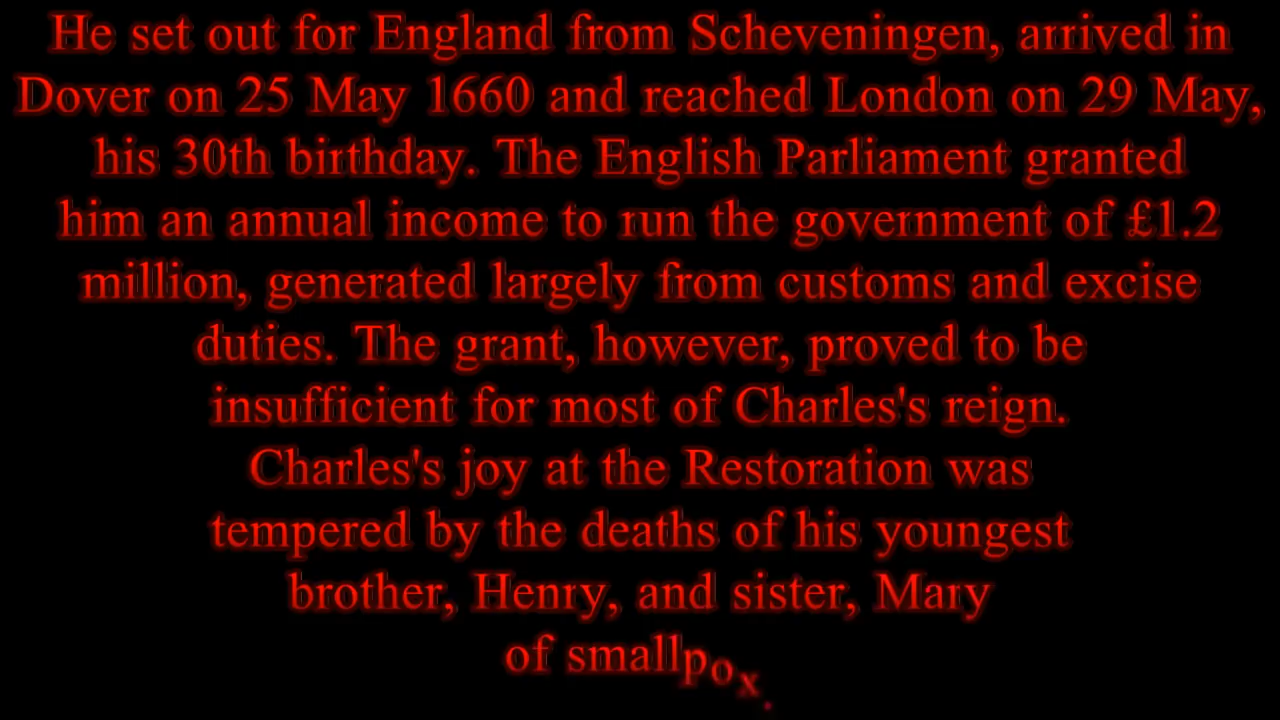 He set out for England from Scheveningen, arrived in
Dover on 25 May 1660 and reached London on 29 May,
his 30th birthday. The English Parliament granted
him an annual income to run the government of £1.2
million, generated largely from customs and excise
duties. The grant, however, proved to be
insufficient for most of Charles's reign.
Charles's joy at the Restoration was
tempered by the deaths of his youngest
brother, Henry, and sister, Mary
of smallpox.